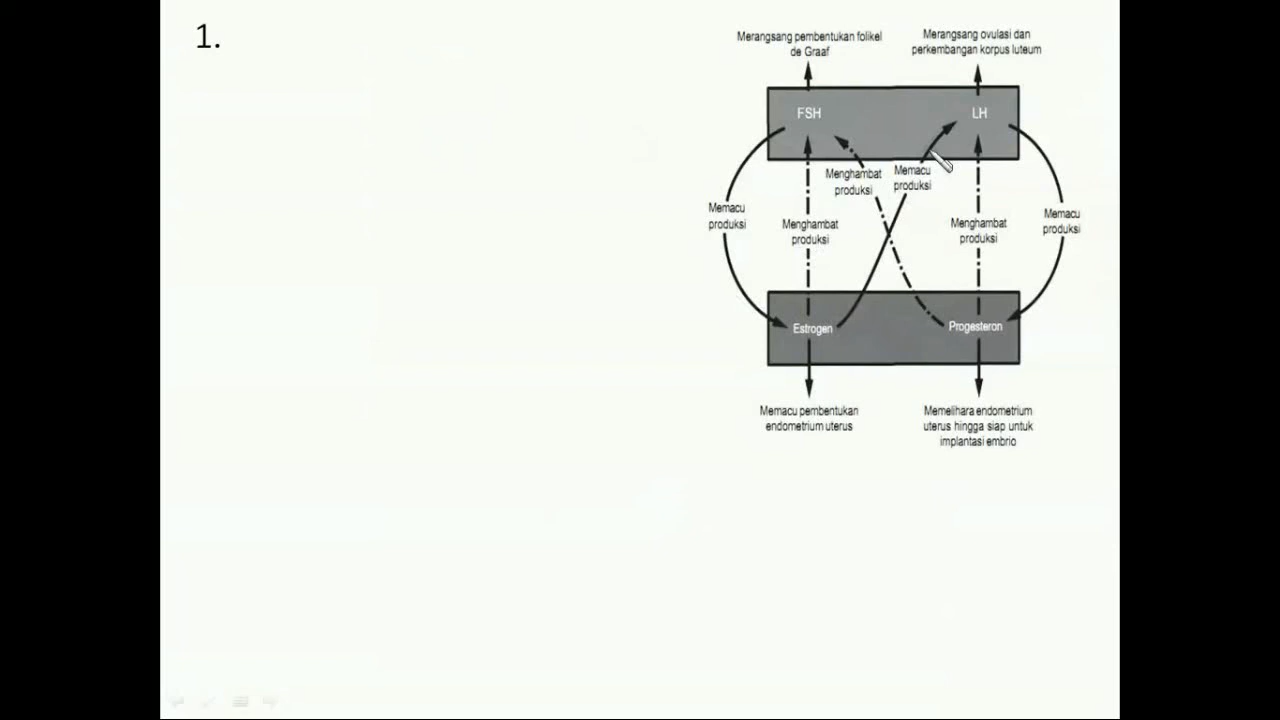 1.
Merangsang pembentukan folikel
de Graaf
Merangsang ovulasi dan
perkembangan korpus luteum
FSH
LH
Menghambat
produksi
Memacu
produksi
Memacu
produksi
Menghambat
produksi
Menghambat
produksi
Memacu
produksi
Estrogen
Progesteron
Memacu pembentukan
endometrium uterus
Memelihara endometrium
uterus hingga siap untuk
implantasi embrio